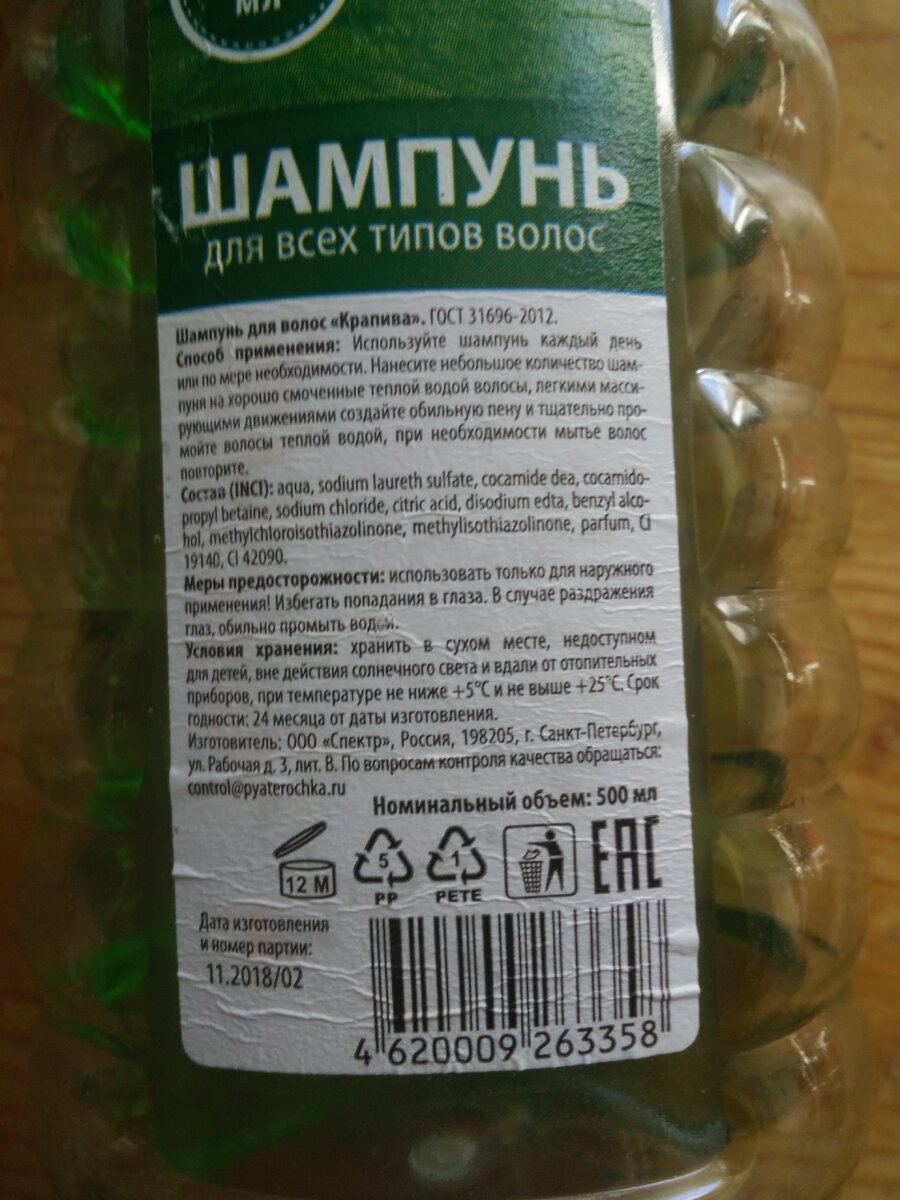 мл
ШАМПУНЬ
для всех типов волос
Шампунь для волос «Крапива». ГОСТ 31696-2012.
Способ применения: Используйте шампунь каждый день
или по мере необходимости. Нанесите небольшое количество шам-
пуня на хорошо смоченные теплой водой волосы, легкими масси-
рующими движениями создайте обильную пену и тщательно про-
мойте волосы теплой водой, при необходимости мытье волос
повторите.
Состав (INCI): aqua, sodium laureth sulfate, cocamide dea, cocamido-
propyl betaine, sodium chloride, citric acid, disodium edta, benzyl alco-
hol, methylchloroisothiazolinone, methylisothiazolinone, parfum, CI
19140, CI 42090.
Меры предосторожности: использовать только для наружного
применения! Избегать попадания в глаза. В случае раздражения
глаз, обильно промыть водой.
Условия хранения: хранить в сухом месте, недоступном
для детей, вне действия солнечного света и вдали от отопительных
приборов, при температуре не ниже +5°С и не выше +25°С. Срок
годности: 24 месяца от даты изготовления.
Изготовитель: ООО «Спектр», Россия, 198205, г. Санкт-Петербург,
ул. Рабочая д. 3, лит. В. По вопросам контроля качества обращаться:
control@pyaterochka.ru
Номинальный объем: 500 мл
12 M
5
PP
1
PETE
EAC
Дата изготовления
и номер партии:
11.2018/02
4 620009 263358